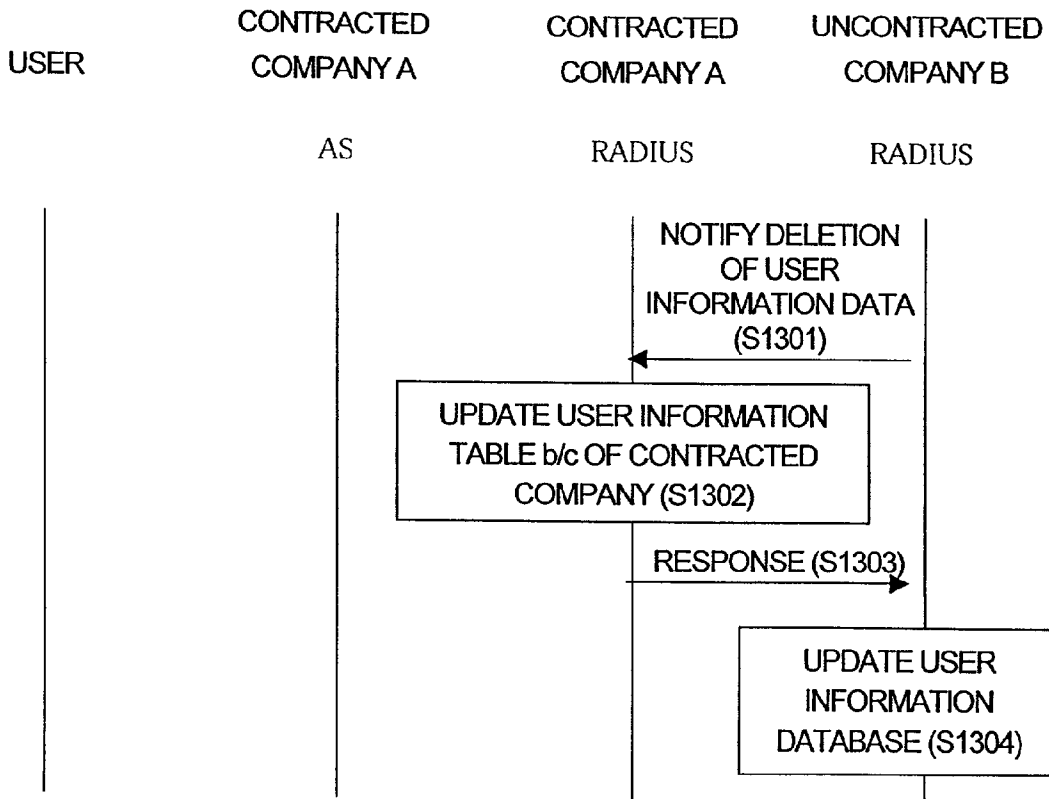 USER
CONTRACTED
COMPANY A
AS
CONTRACTED
COMPANY A
RADIUS
UNCONTRACTED
COMPANY B
RADIUS
NOTIFY DELETION
OF USER
INFORMATION DATA
(S1301)
UPDATE USER INFORMATION
TABLE b/c OF CONTRACTED
COMPANY (S1302)
RESPONSE (S1303)
UPDATE USER
INFORMATION
DATABASE (S1304)